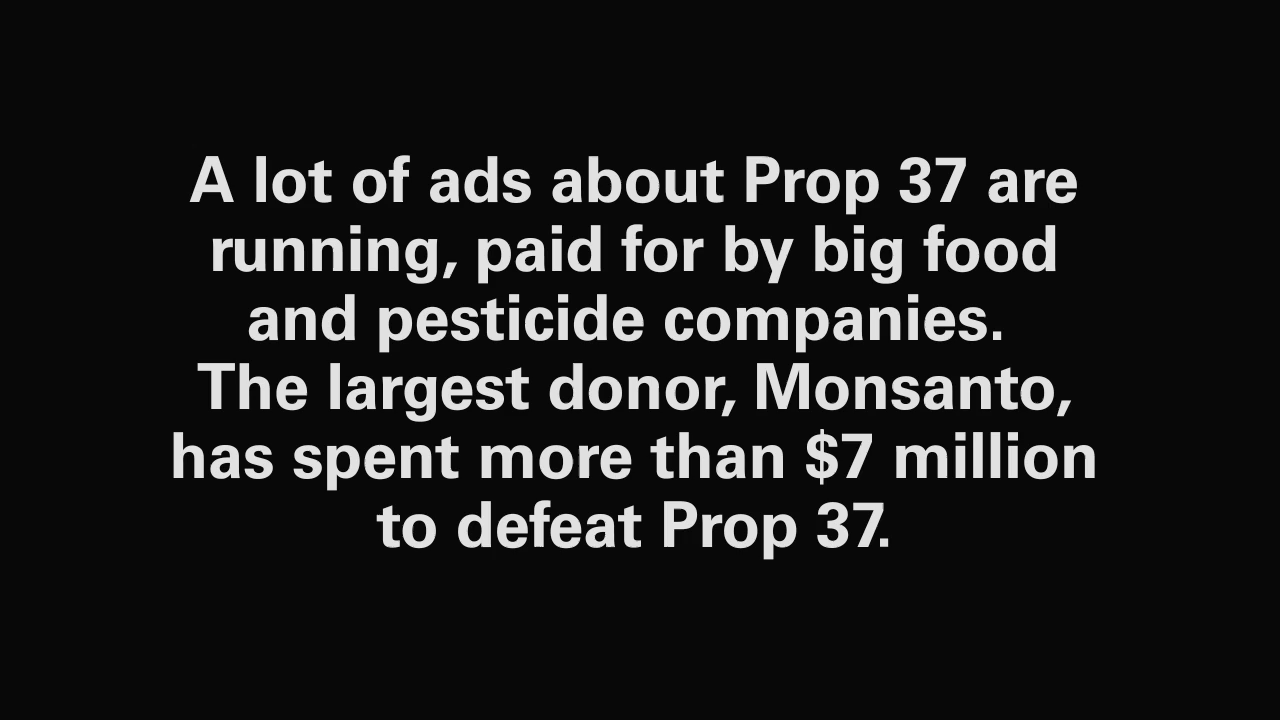 A lot of ads about Prop 37 are
running, paid for by big food
and pesticide companies.
The largest donor, Monsanto,
has spent more than $7 million
to defeat Prop 37.